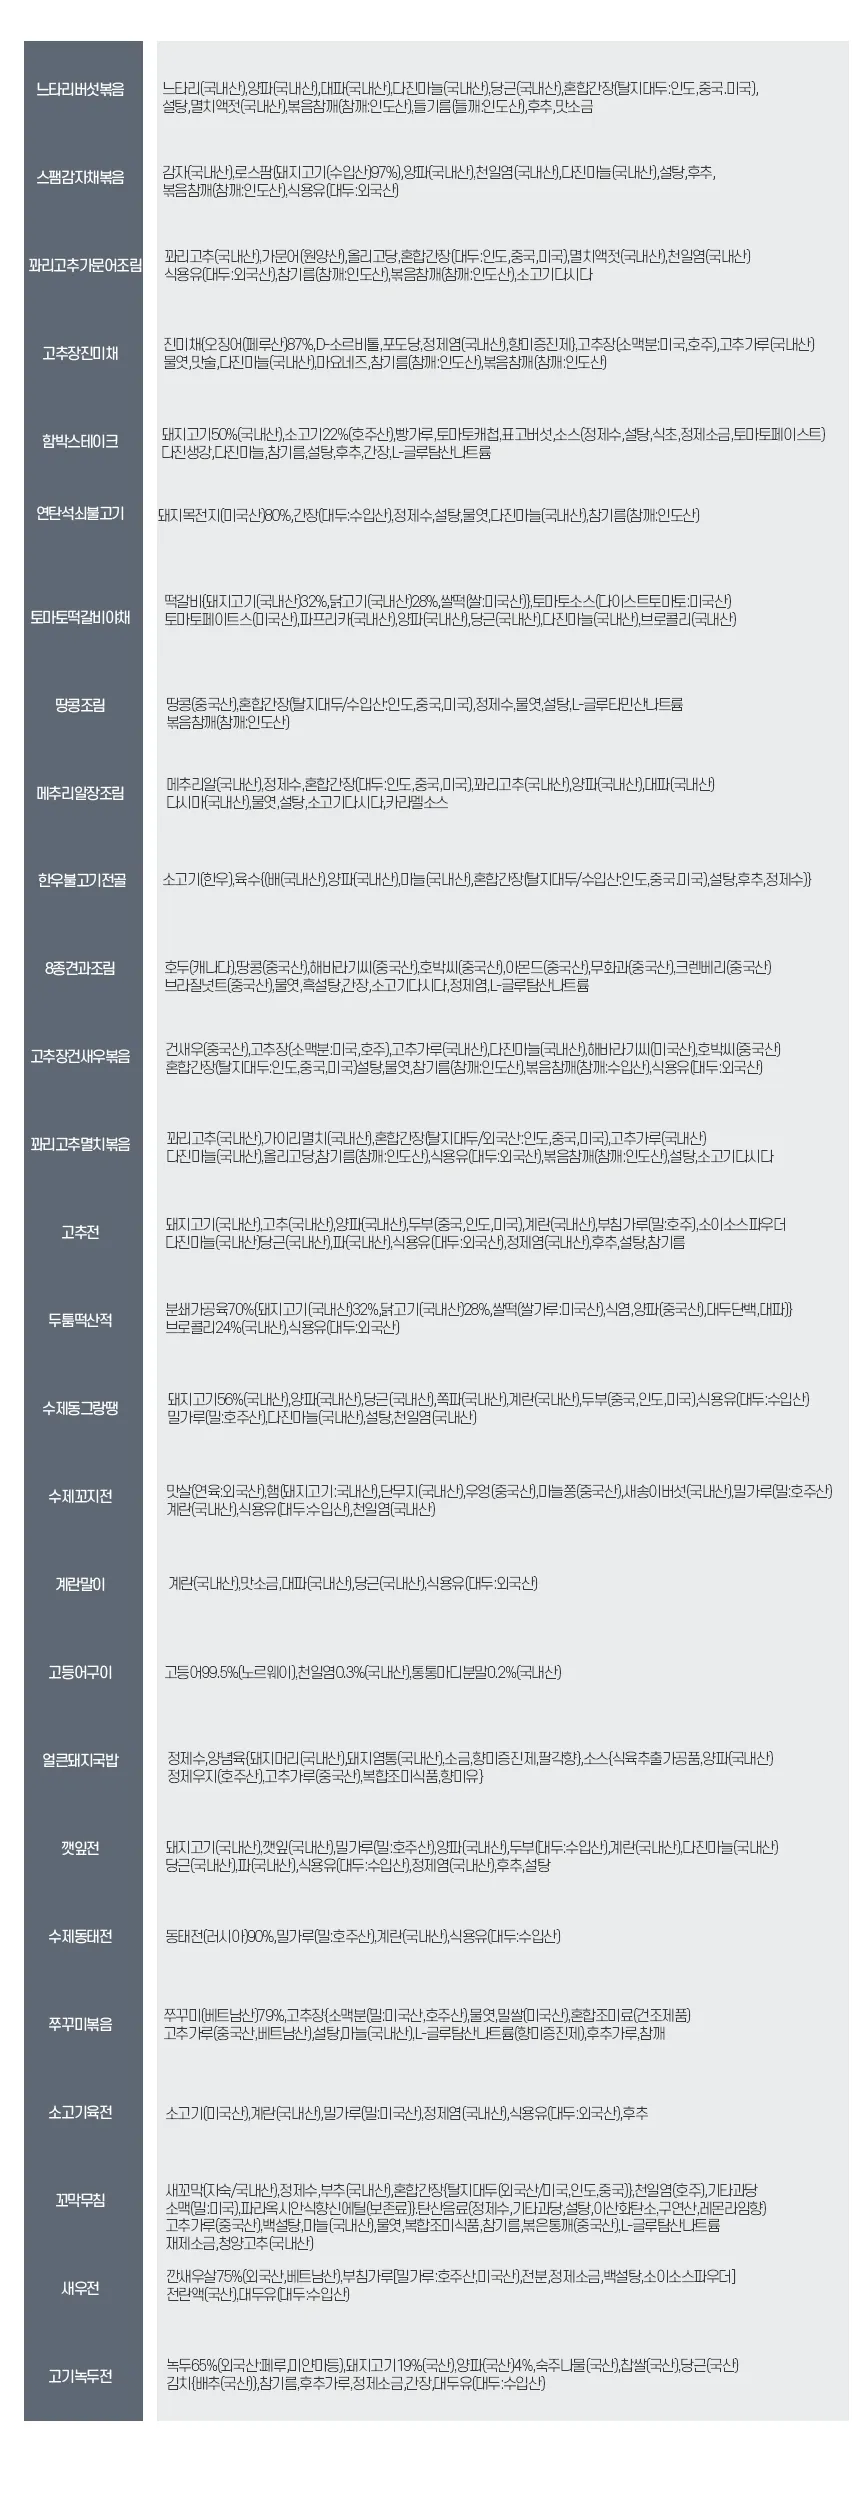 느타리버섯볶음
느타리(국내산),양파(국내산),대파(국내산),다진마늘(국내산),당근(국내산),혼합간장(탈지대두:인도,중국.미국),
설탕,멸치액젓(국내산),볶음참깨(참깨:인도산),들기름(들깨:인도산),후추,맛소금
스팸감자채볶음
감자(국내산),로스팜(돼지고기(수입산)97%),양파(국내산),천일염(국내산),다진마늘(국내산),설탕,후추,
볶음참깨(참깨:인도산),식용유(대두:외국산)
꽈리고추가문어조림
꽈리고추(국내산),가문어(원양산),올리고당,혼합간장(대두:인도,중국,미국),멸치액젓(국내산),천일염(국내산)
식용유(대두:외국산),참기름(참깨:인도산),볶음참깨(참깨:인도산),소고기다시다
고추장진미채
진미채{오징어(페루산)87%,D-소르비톨,포도당,정제염(국내산),향미증진제},고추장(소맥분:미국,호주),고추가루(국내산)
물엿,맛술,다진마늘(국내산),마요네즈,참기름(참깨:인도산),볶음참깨(참깨:인도산)
함박스테이크
돼지고기50%(국내산),소고기22%(호주산),빵가루,토마토캐첩,표고버섯,소스(정제수,설탕,식초,정제소금,토마토페이스트)
다진생강,다진마늘,참기름,설탕,후추,간장,L-글루탐산나트륨
연탄석쇠불고기
돼지목전지(미국산)80%,간장(대두:수입산),정제수,설탕,물엿,다진마늘(국내산),참기름(참깨:인도산)
토마토떡갈비야채
떡갈비{돼지고기(국내산)32%,닭고기(국내산)28%,쌀떡(쌀:미국산)},토마토소스(다이스트토마토:미국산)
토마토페이트스(미국산),파프리카(국내산),양파(국내산),당근(국내산),다진마늘(국내산),브로콜리(국내산)
땅콩조림
땅콩(중국산),혼합간장(탈지대두/수입산:인도,중국,미국),정제수,물엿,설탕,L-글루타민산나트륨
볶음참깨(참깨:인도산)
메추리알장조림
메추리알(국내산),정제수,혼합간장(대두:인도,중국,미국),꽈리고추(국내산),양파(국내산),대파(국내산)
다시마(국내산),물엿,설탕,소고기다시다,카라멜소스
한우불고기전골
소고기(한우),육수{(배(국내산),양파(국내산),마늘(국내산),혼합간장(탈지대두/수입산:인도,중국.미국),설탕,후추,정제수)}
8종견과조림
호두(캐나다),땅콩(중국산),해바라기씨(중국산),호박씨(중국산),아몬드(중국산),무화과(중국산),크렌베리(중국산)
브라질넛트(중국산),물엿,흑설탕,간장,소고기다시다,정제염,L-글루탐산나트륨
고추장건새우볶음
건새우(중국산),고추장(소맥분:미국,호주),고추가루(국내산),다진마늘(국내산),해바라기씨(미국산),호박씨(중국산)
혼합간장(탈지대두:인도,중국,미국)설탕,물엿,참기름(참깨:인도산),볶음참깨(참깨:수입산),식용유(대두:외국산)
꽈리고추멸치볶음
꽈리고추(국내산),가이리멸치(국내산),혼합간장(탈지대두/외국산:인도,중국,미국),고추가루(국내산)
다진마늘(국내산),올리고당,참기름(참깨:인도산),식용유(대두:외국산),볶음참깨(참깨:인도산),설탕,소고기다시다
고추전
돼지고기(국내산),고추(국내산),양파(국내산),두부(중국,인도,미국),계란(국내산),부침가루(밀:호주),소이소스파우더
다진마늘(국내산)당근(국내산),파(국내산),식용유(대두:외국산),정제염(국내산),후추,설탕,참기름
두툼떡산적
분쇄가공육70%{돼지고기(국내산)32%,닭고기(국내산)28%,쌀떡(쌀가루:미국산),식염,양파(중국산),대두단백,대파)}
브로콜리24%(국내산),식용유(대두:외국산)
수제동그랑땡
돼지고기56%(국내산),양파(국내산),당근(국내산),쪽파(국내산),계란(국내산),두부(중국,인도,미국),식용유(대두:수입산)
밀가루(밀:호주산),다진마늘(국내산),설탕,천일염(국내산)
수제꼬지전
맛살(연육:외국산),햄(돼지고기:국내산),단무지(국내산),우엉(중국산),마늘쫑(중국산),새송이버섯(국내산),밀가루(밀:호주산)
계란(국내산),식용유(대두:수입산),천일염(국내산)
계란말이
계란(국내산),맛소금,대파(국내산),당근(국내산),식용유(대두:외국산)
고등어구이
고등어99.5%(노르웨이),천일염0.3%(국내산),통통마디분말0.2%(국내산)
얼큰돼지국밥
정제수,양념육{돼지머리(국내산),돼지염통(국내산),소금,향미증진제,팔각향},소스{식육추출가공품,양파(국내산)
정제우지(호주산),고추가루(중국산),복합조미식품,향미유}
깻잎전
돼지고기(국내산),깻잎(국내산),밀가루(밀:호주산),양파(국내산),두부(대두:수입산),계란(국내산),다진마늘(국내산)
당근(국내산),파(국내산),식용유(대두:수입산),정제염(국내산),후추,설탕
수제동태전
동태전(러시아)90%,밀가루(밀:호주산),계란(국내산),식용유(대두:수입산)
쭈꾸미볶음
쭈꾸미(베트남산)79%,고추장{소맥분(밀:미국산,호주산),물엿,밀쌀(미국산),혼합조미료(건조제품)
고추가루(중국산,베트남산),설탕,마늘(국내산),L-글루탐산나트륨(향미증진제),후추가루,참깨
소고기육전
소고기(미국산),계란(국내산),밀가루(밀:미국산),정제염(국내산),식용유(대두:외국산),후추
꼬막무침
새꼬막(자숙/국내산),정제수,부추(국내산),혼합간장{탈지대두(외국산/미국,인도,중국)},천일염(호주),기타과당
소맥(밀:미국),파라옥시안식향산에틸(보존료)}.탄산음료(정제수,기타과당,설탕,이산화탄소,구연산,레몬라임향)
고추가루(중국산),백설탕,마늘(국내산),물엿,복합조미식품,참기름,볶은통깨(중국산),L-글루탐산나트륨
재제소금,청양고추(국내산)
새우전
깐새우살75%(외국산,베트남산),부침가루[밀가루:호주산,미국산),전분,정제소금,백설탕,소이소스파우더]
전란액(국산),대두유(대두:수입산)
고기녹두전
녹두65%(외국산:페루,미얀마등),돼지고기19%(국산),양파(국산)4%,숙주나물(국산),찹쌀(국산),당근(국산)
김치{배추(국산)},참기름,후추가루,정제소금,간장,대두유(대두:수입산)